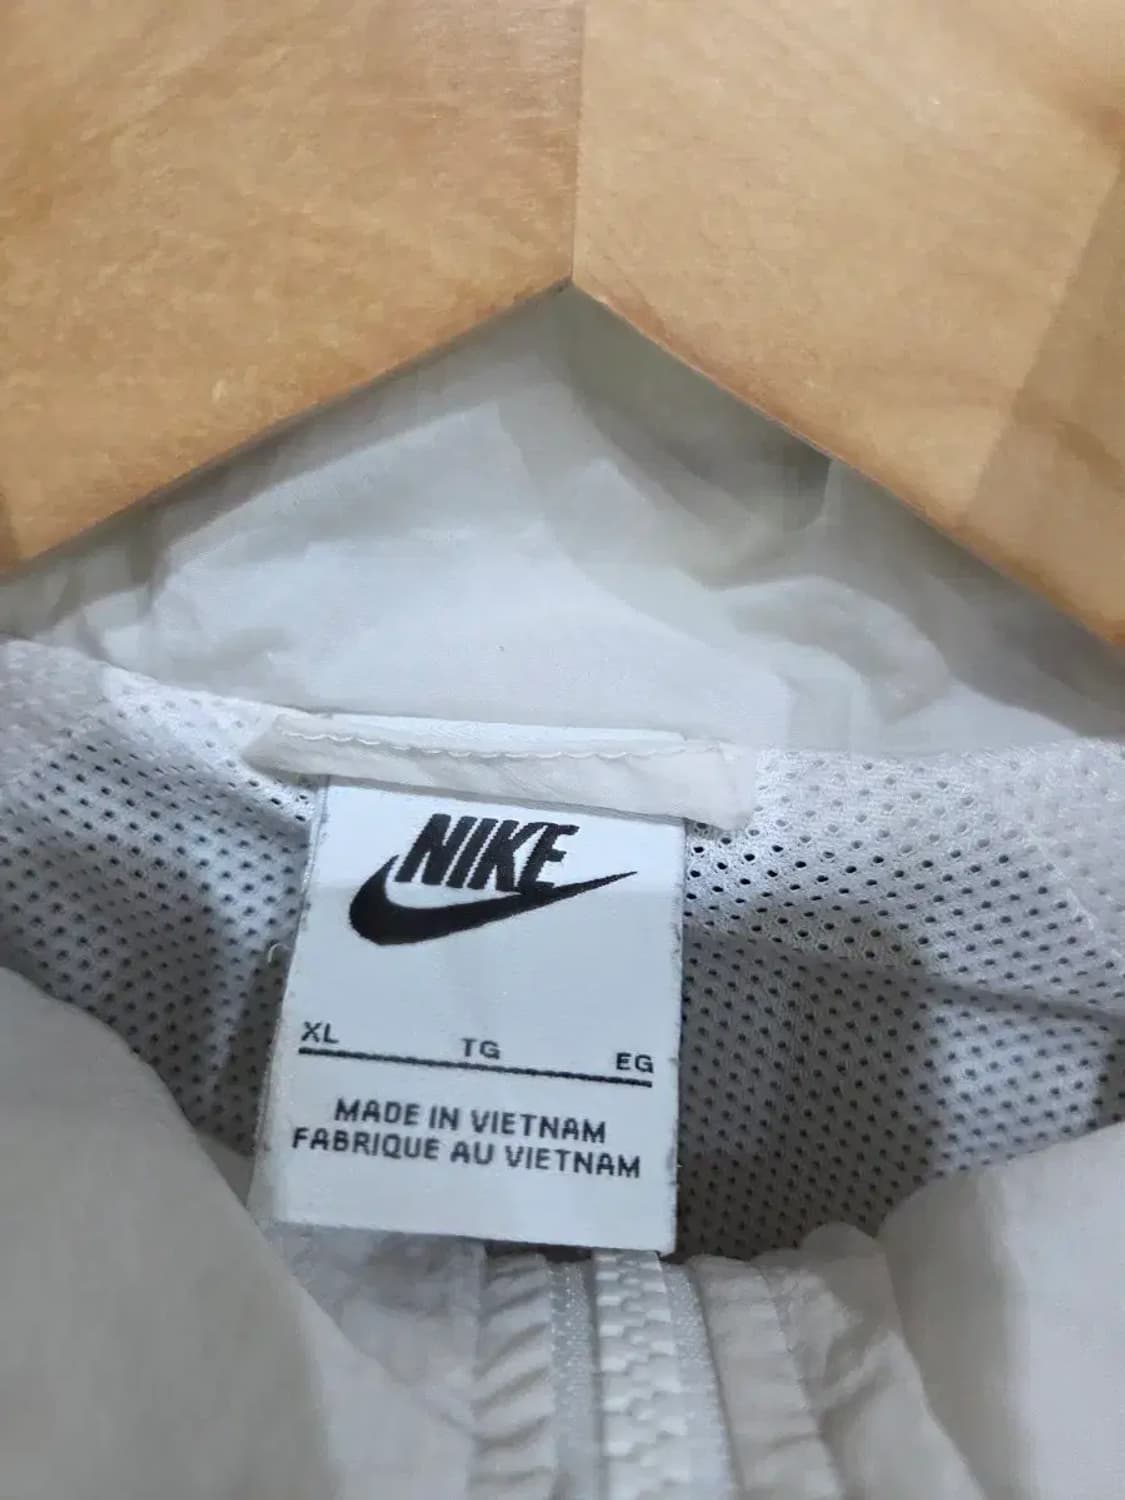 NIKE
XL TG EG
MADE IN VIETNAM
FABRIQUE AU VIETNAM